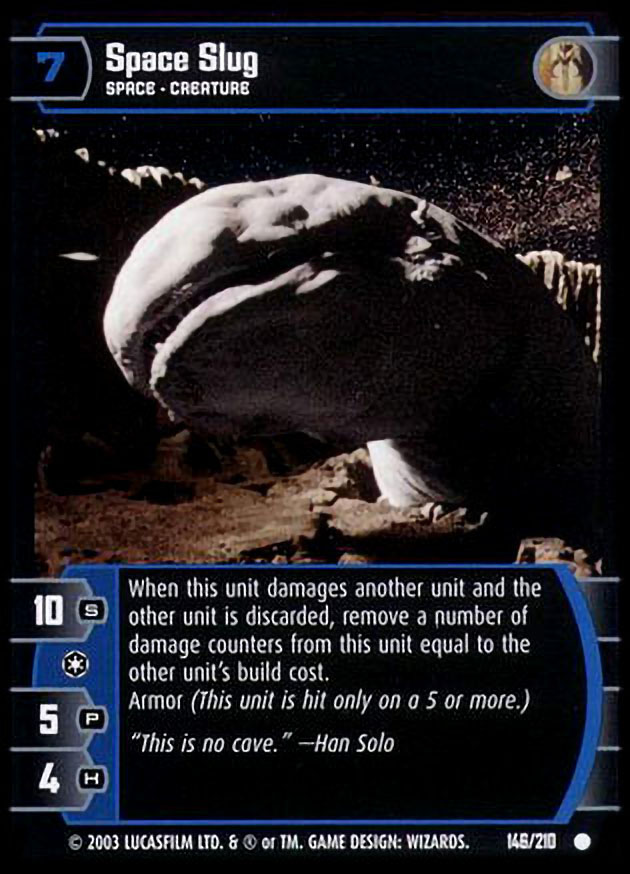 7
Space Slug
SPACE · CREATURE
10 S
5 P
4 H
When this unit damages another unit and the
other unit is discarded, remove a number of
damage counters from this unit equal to the
other unit's build cost.
Armor (This unit is hit only on a 5 or more.)
"This is no cave." –Han Solo
© 2003 LUCASFILM LTD. & ® or TM. GAME DESIGN: WIZARDS.
146/210